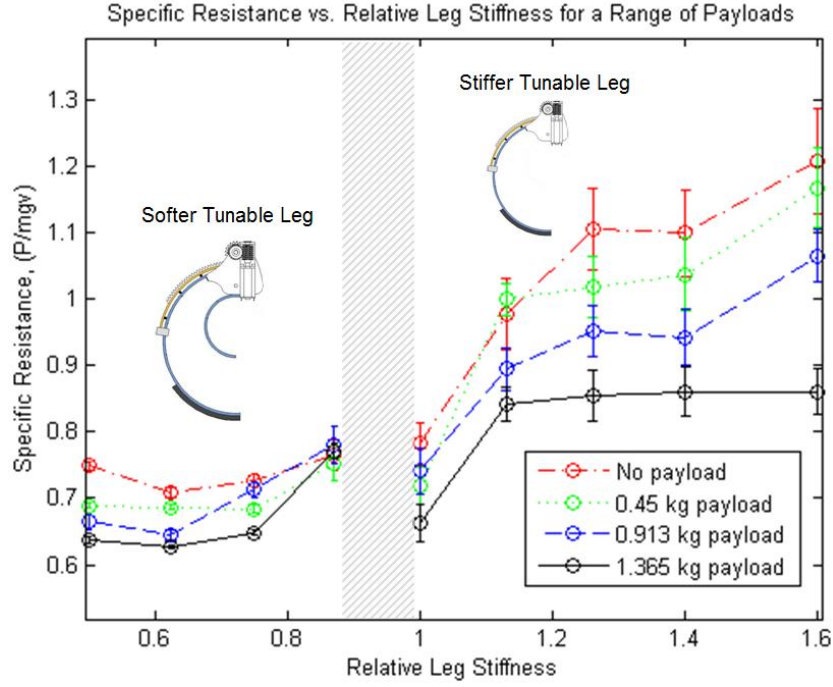 Specific Resistance vs. Relative Leg Stiffness for a Range of Payloads
Stiffer Tunable Leg
Softer Tunable Leg
Specific Resistance, (P/mgv)
1.3
1.2
1.1
1
0.9
0.8
0.7
0.6
No payload
0.45 kg payload
0.913 kg payload
1.365 kg payload
0.6 0.8 1 1.2 1.4 1.6
Relative Leg Stiffness